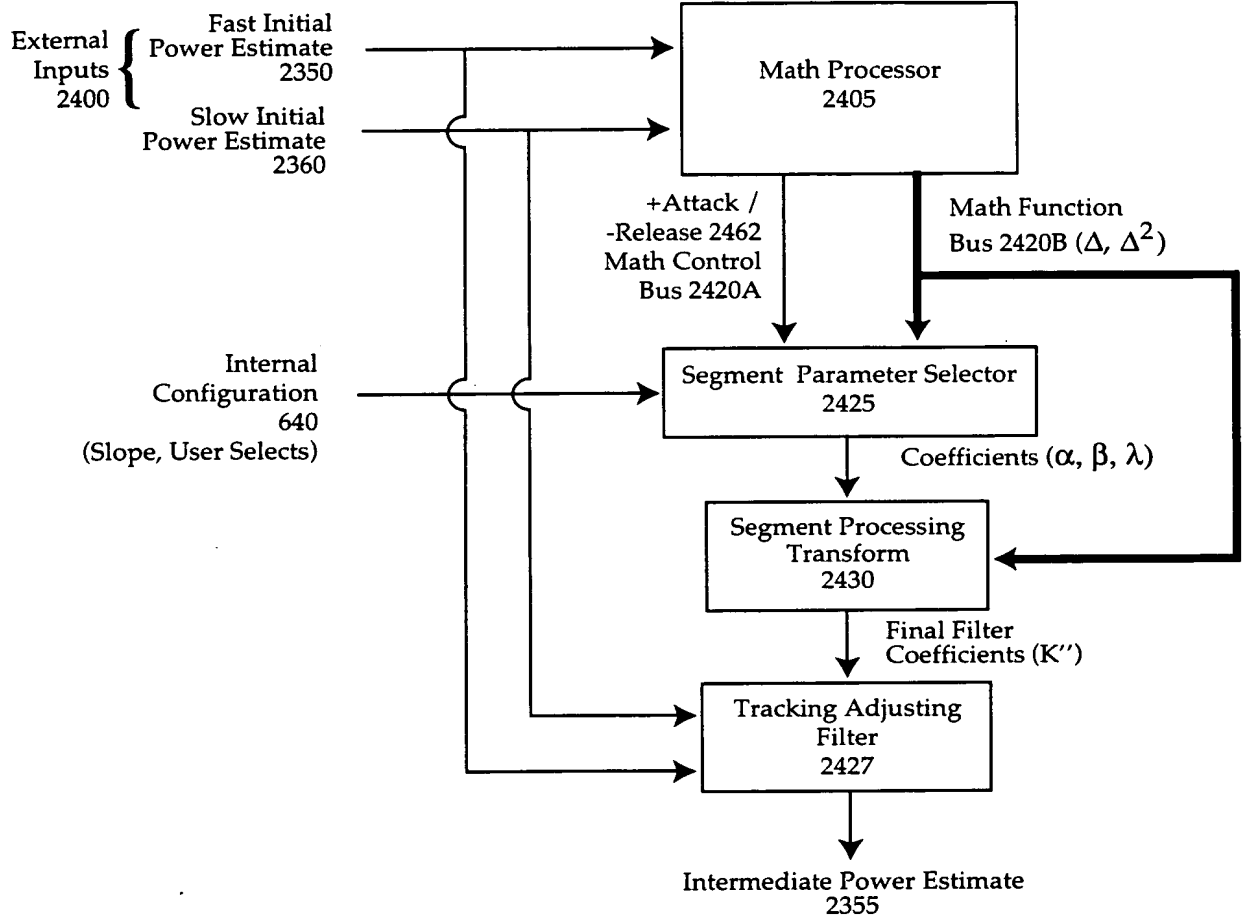 External
Inputs
2400
Fast Initial
Power Estimate
2350
Slow Initial
Power Estimate
2360
Math Processor
2405
+Attack /
-Release 2462
Math Control
Bus 2420A
Math Function
Bus 2420B (Δ, Δ²)
Internal
Configuration
640
(Slope, User Selects)
Segment Parameter Selector
2425
Coefficients (α, β, λ)
Segment Processing
Transform
2430
Final Filter
Coefficients (K'')
Tracking Adjusting
Filter
2427
Intermediate Power Estimate
2355